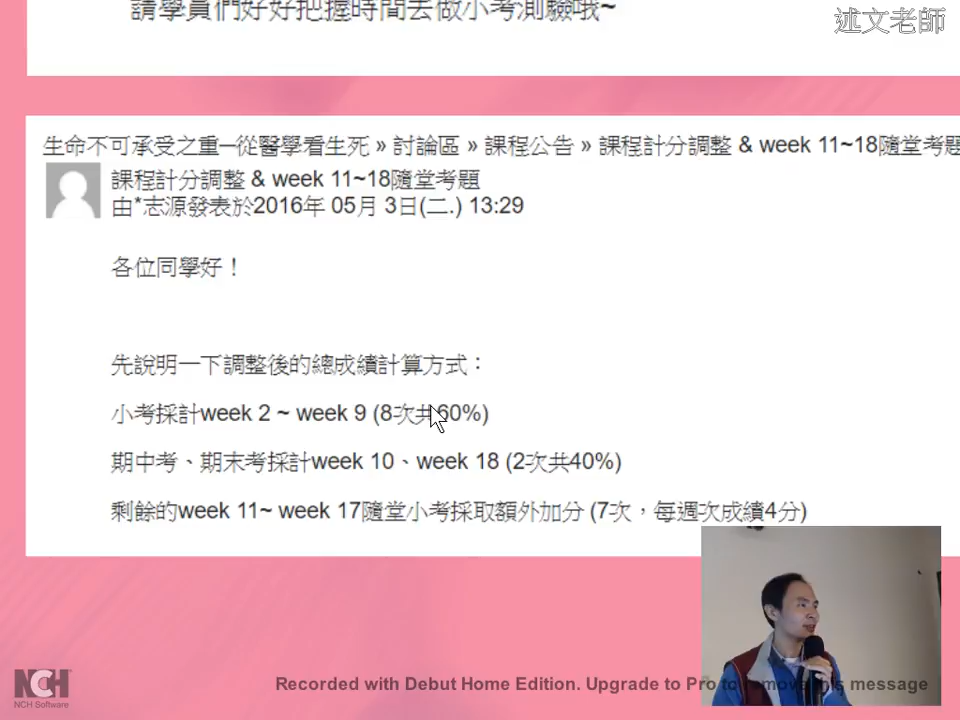 請學員們好好把握時間去做小考測驗哦~
述文老師
生命不可承受之重—從醫學看生死 » 討論區 » 課程公告 » 課程計分調整 & week 11~18隨堂考題
課程計分調整 & week 11~18隨堂考題
由*志源發表於2016年 05月 3日(二.) 13:29
各位同學好！
先說明一下調整後的總成績計算方式：
小考採計week 2 ~ week 9 (8次共60%)
期中考、期末考採計week 10、week 18 (2次共40%)
剩餘的week 11~ week 17隨堂小考採取額外加分 (7次，每週次成績4分)
NCH
NCH Software
Recorded with Debut Home Edition. Upgrade to Pro to remove this message